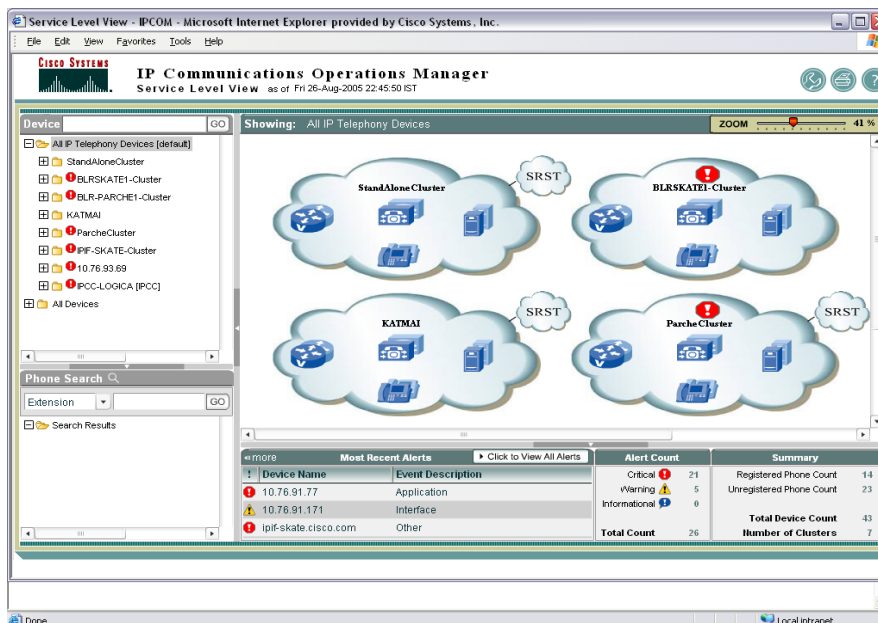 Service Level View - IPCOM - Microsoft Internet Explorer provided by Cisco Systems, Inc.
File Edit View Favorites Tools Help
CISCO SYSTEMS
IP Communications Operations Manager
Service Level View as of Fri 26-Aug-2005 22:45:50 IST
Device GO
Showing: All IP Telephony Devices
ZOOM 41 %
All IP Telephony Devices [default]
StandAloneCluster
BLRSKATE1-Cluster
BLR-PARCHE1-Cluster
KATMAI
ParcheCluster
IPIF-SKATE-Cluster
10.76.93.69
IPCC-LOGICA [IPCC]
All Devices
StandAloneCluster
SRST
BLRSKATE1-Cluster
KATMAI
SRST
ParcheCluster
SRST
Phone Search
Extension GO
Search Results
more Most Recent Alerts Click to View All Alerts
! Device Name Event Description
10.76.91.77 Application
10.76.91.171 Interface
ipif-skate.cisco.com Other
Alert Count
Critical 21
Warning 5
Informational 0
Total Count 26
Summary
Registered Phone Count 14
Unregistered Phone Count 23
Total Device Count 43
Number of Clusters 7
Done
Local intranet